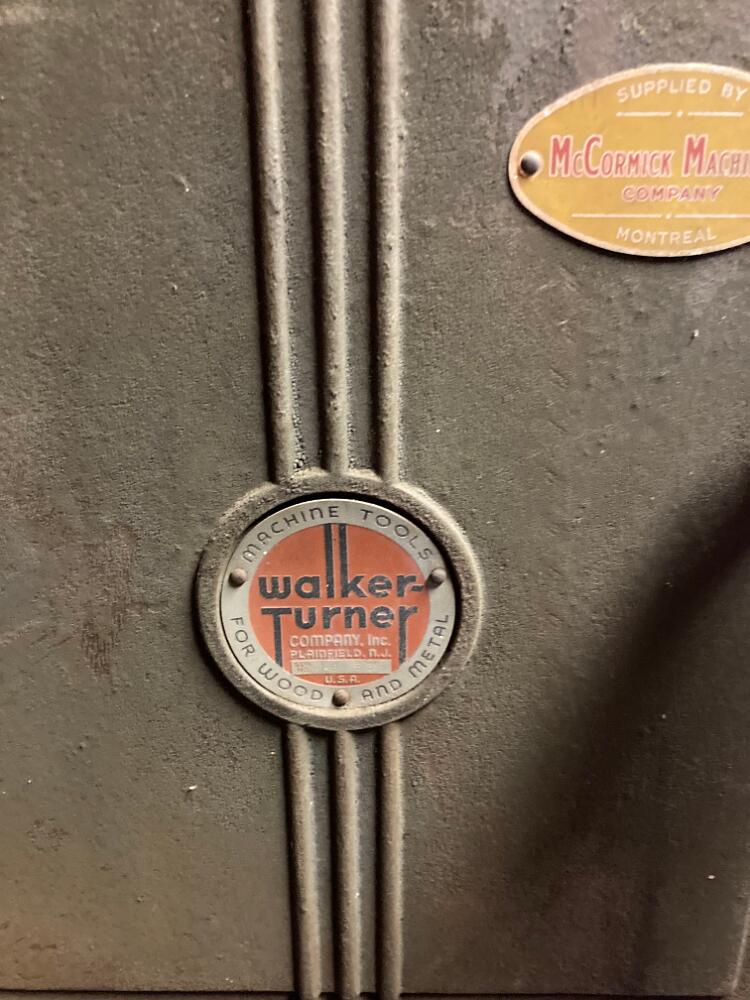 SUPPLIED BY
McCORMICK MACHI
COMPANY
MONTREAL
MACHINE TOOLS
walker-
Turner
COMPANY, Inc.
PLAINFIELD, N.J.
U.S.A.
FOR WOOD AND METAL